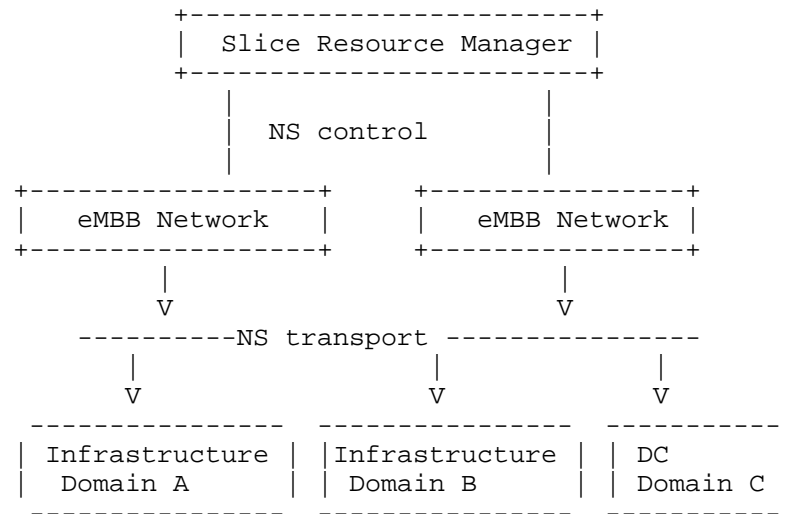 Slice Resource Manager
NS control
eMBB Network eMBB Network
V V
NS transport
V V V
Infrastructure Infrastructure DC
Domain A Domain B Domain C